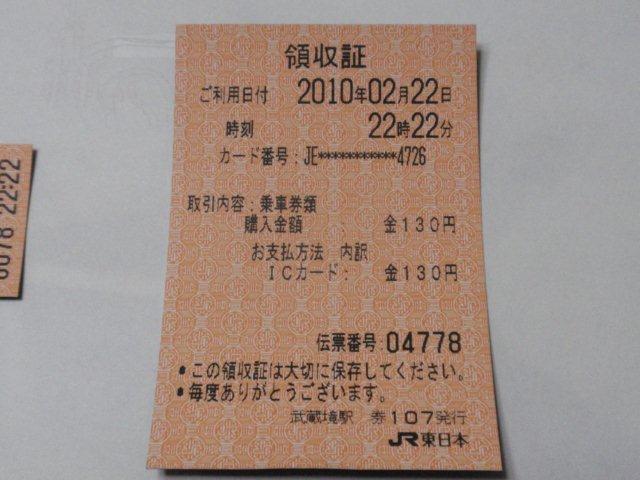 領収証
ご利用日付 2010年02月22日
時刻 22時22分
カード番号:JE************4726
取引内容:乗車券類
購入金額 金130円
お支払方法 内訳
ICカード: 金130円
伝票番号:04778
*この領収証は大切に保存してください。
*毎度ありがとうございます。
武蔵境駅 券107発行
JR東日本
0078 22:22